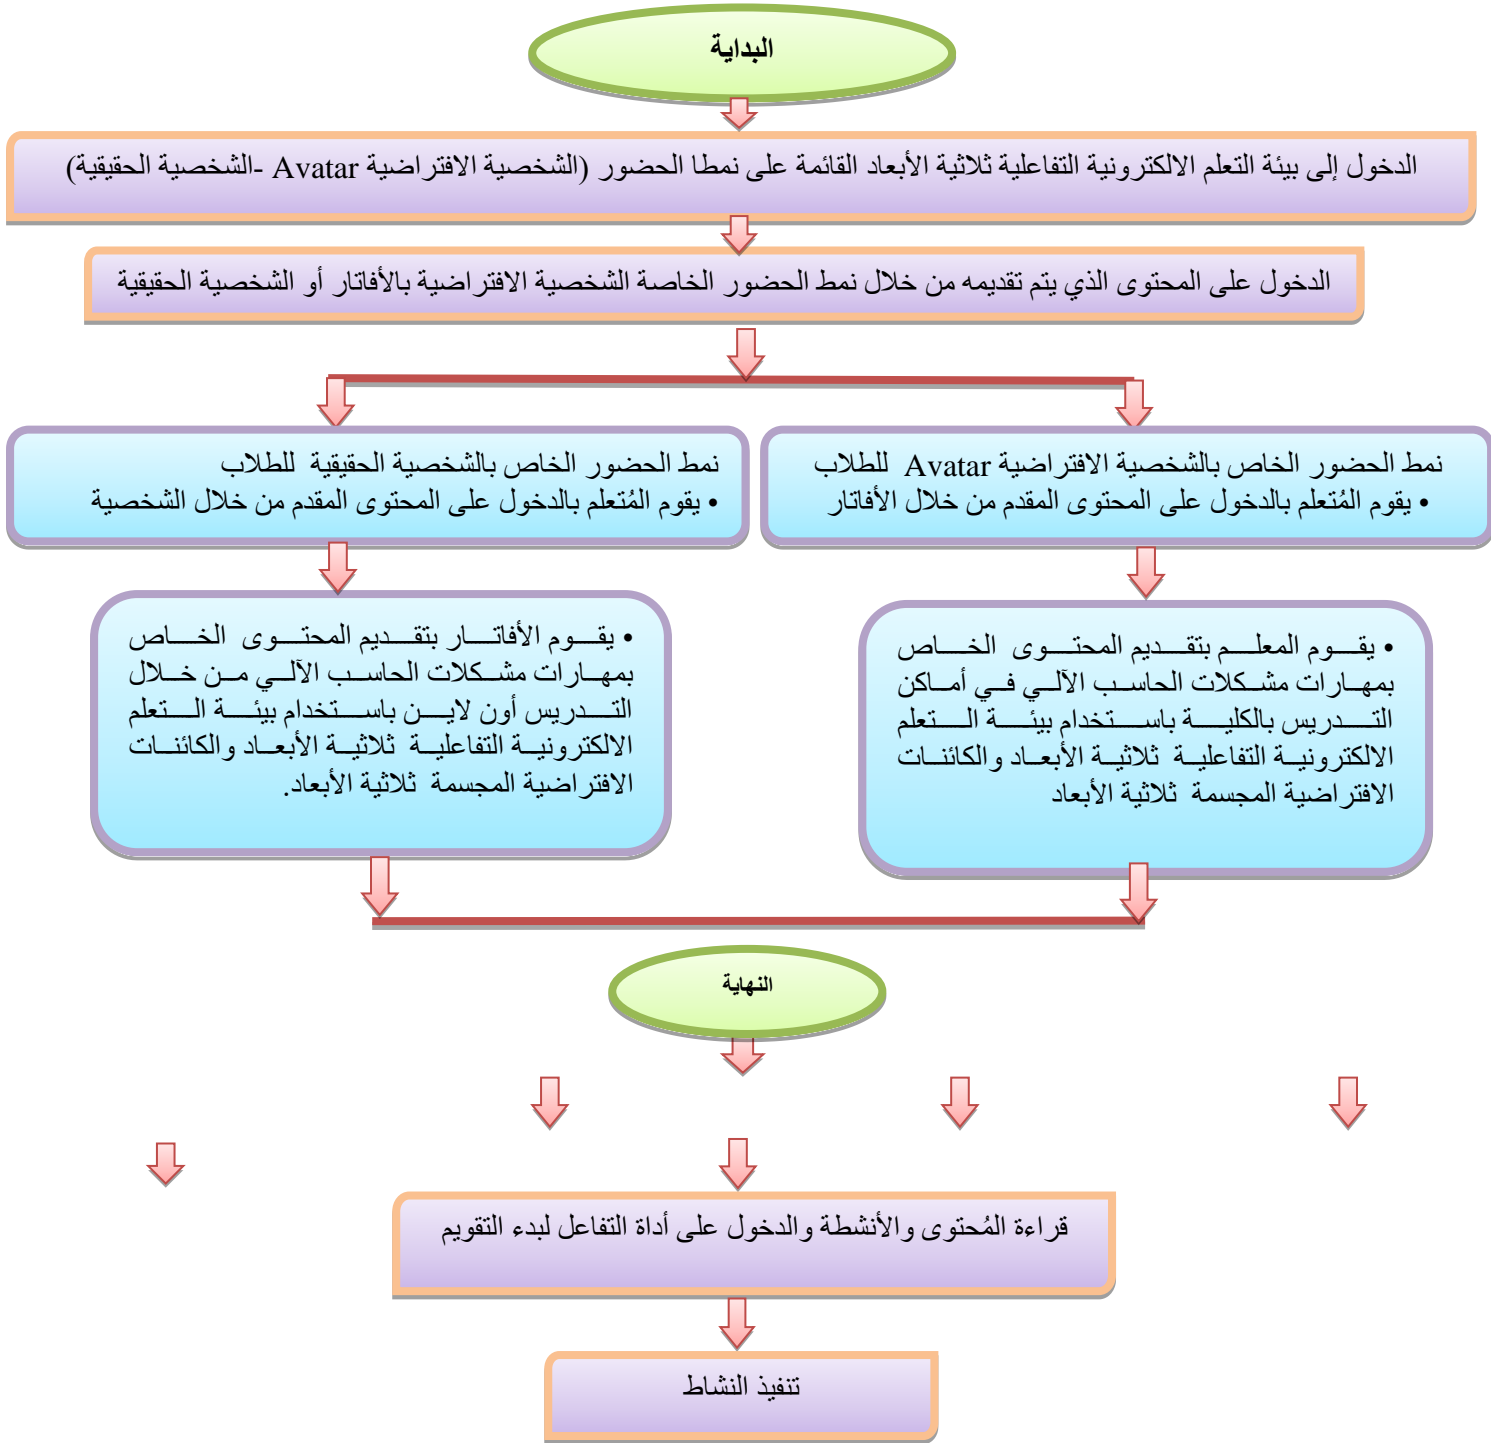 البداية
الدخول إلى بيئة التعلم الالكترونية التفاعلية ثلاثية الأبعاد القائمة على نمطا الحضور (الشخصية الافتراضية Avatar -الشخصية الحقيقية)
الدخول على المحتوى الذي يتم تقديمه من خلال نمط الحضور الخاصة الشخصية الافتراضية بالأفاتار أو الشخصية الحقيقية
نمط الحضور الخاص بالشخصية الافتراضية Avatar للطلاب
• يقوم المُتعلم بالدخول على المحتوى المقدم من خلال الأفاتار
نمط الحضور الخاص بالشخصية الحقيقية للطلاب
• يقوم المُتعلم بالدخول على المحتوى المقدم من خلال الشخصية
• يقوم المعلم بتقديم المحتوى الخاص
بمهارات مشكلات الحاسب الآلي في أماكن
التدريس بالكلية باستخدام بيئة التعلم
الالكترونية التفاعلية ثلاثية الأبعاد والكائنات
الافتراضية المجسمة ثلاثية الأبعاد
• يقوم الأفاتار بتقديم المحتوى الخاص
بمهارات مشكلات الحاسب الآلي من خلال
التدريس أون لاين باستخدام بيئة التعلم
الالكترونية التفاعلية ثلاثية الأبعاد والكائنات
الافتراضية المجسمة ثلاثية الأبعاد.
النهاية
قراءة المُحتوى والأنشطة والدخول على أداة التفاعل لبدء التقويم
تنفيذ النشاط